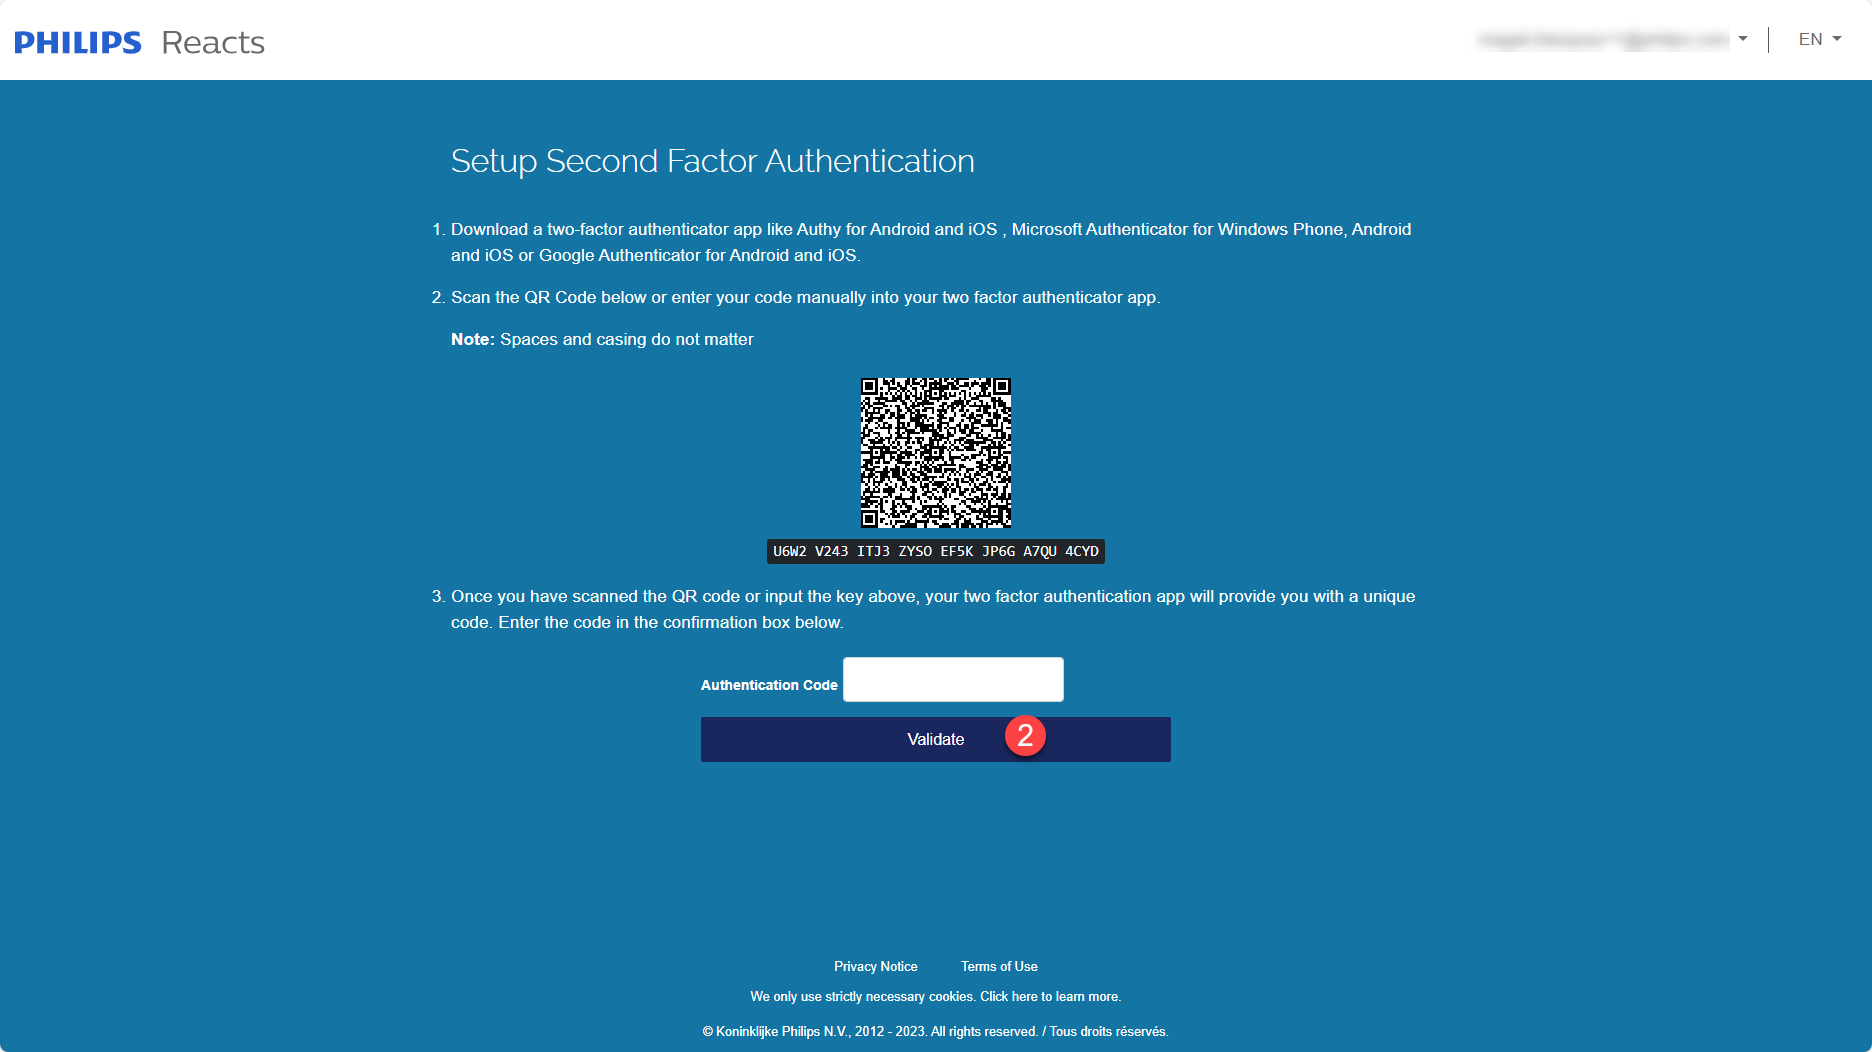 PHILIPS Reacts
EN
Setup Second Factor Authentication
1. Download a two-factor authenticator app like Authy for Android and iOS , Microsoft Authenticator for Windows Phone, Android
and iOS or Google Authenticator for Android and iOS.
2. Scan the QR Code below or enter your code manually into your two factor authenticator app.
Note: Spaces and casing do not matter
U6W2 V243 ITJ3 ZYSO EF5K JP6G A7QU 4CYD
3. Once you have scanned the QR code or input the key above, your two factor authentication app will provide you with a unique
code. Enter the code in the confirmation box below.
Authentication Code
Validate 2
Privacy Notice Terms of Use
We only use strictly necessary cookies. Click here to learn more.
© Koninklijke Philips N.V., 2012 - 2023. All rights reserved. / Tous droits réservés.